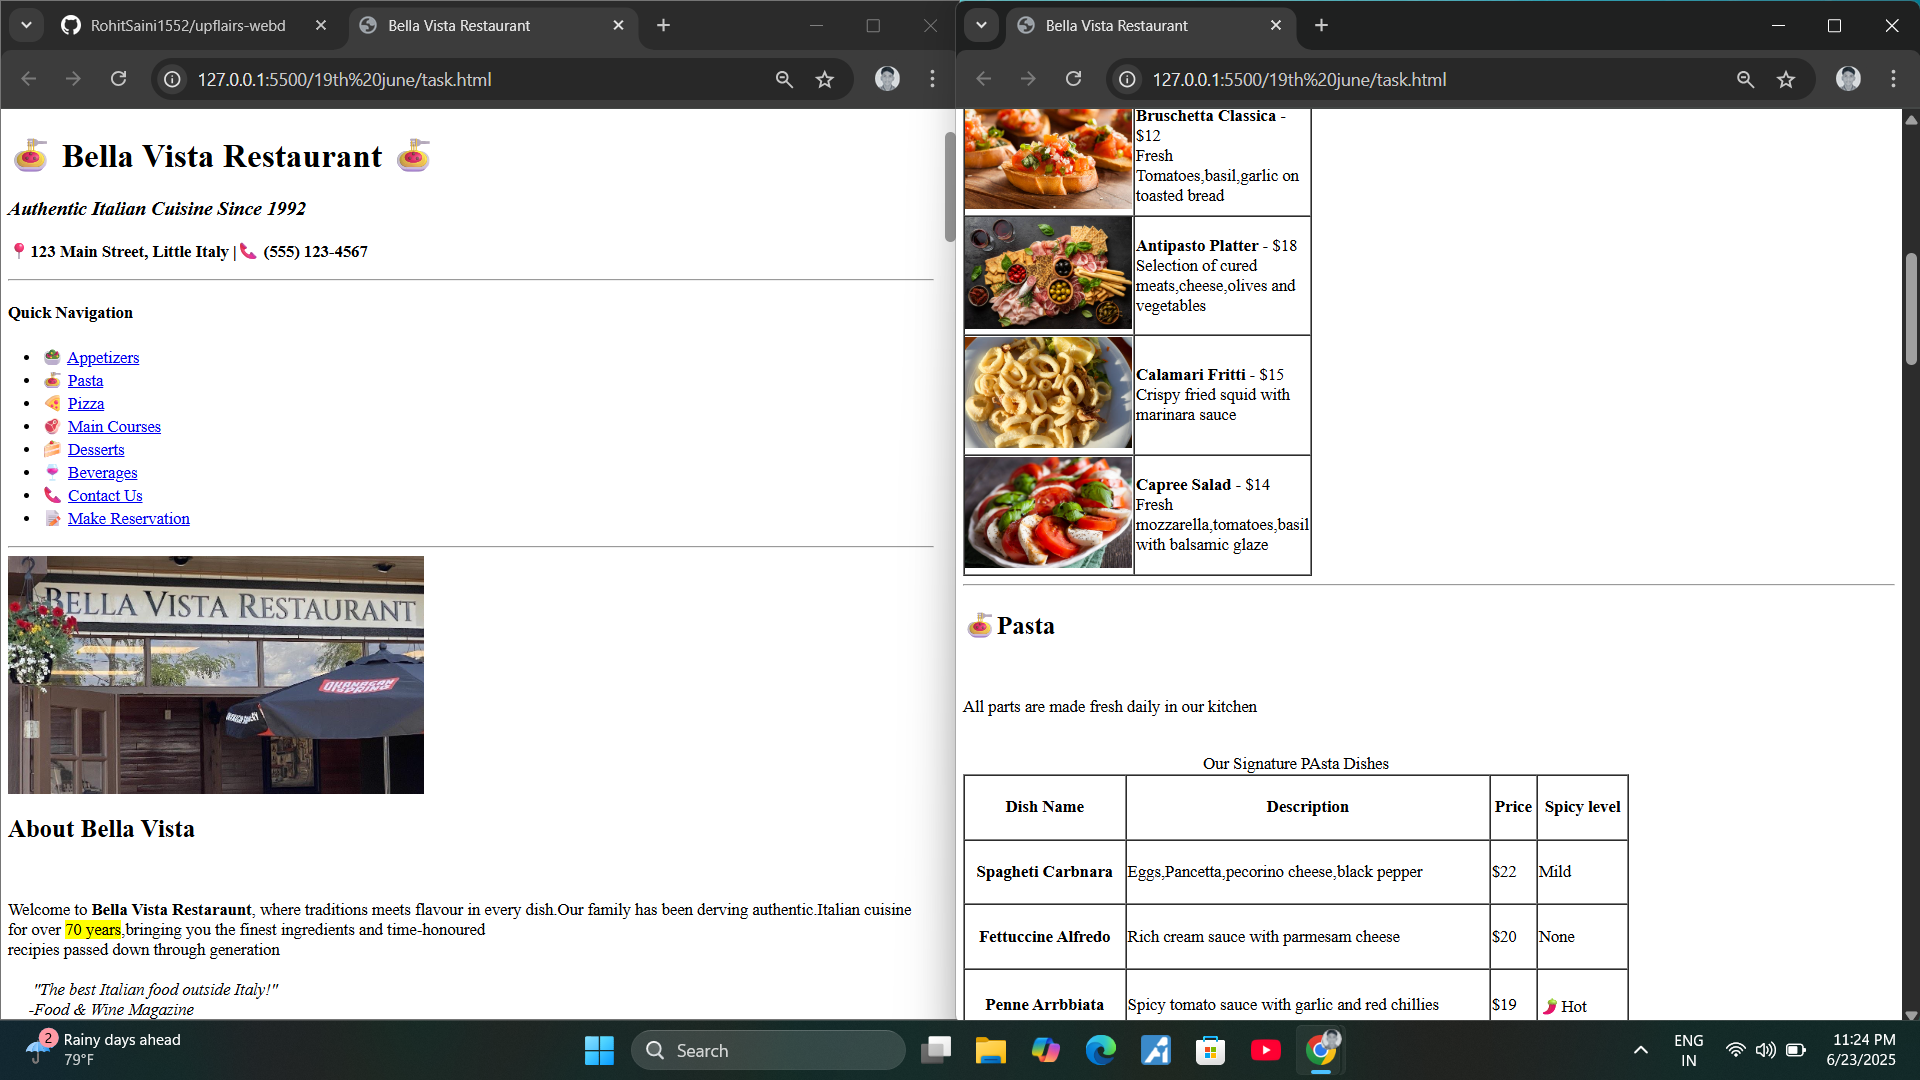 RohitSaini1552/upflairs-webd
Bella Vista Restaurant
127.0.0.1:5500/19th%20june/task.html
Bella Vista Restaurant
Authentic Italian Cuisine Since 1992
123 Main Street, Little Italy | (555) 123-4567
Quick Navigation
Appetizers
Pasta
Pizza
Main Courses
Desserts
Beverages
Contact Us
Make Reservation
BELLA VISTA RESTAURANT
OKANAGAN SPRING
About Bella Vista
Welcome to Bella Vista Restaraunt, where traditions meets flavour in every dish.Our family has been derving authentic.Italian cuisine
for over 70 years,bringing you the finest ingredients and time-honoured
recipies passed down through generation
"The best Italian food outside Italy!"
-Food & Wine Magazine
Bella Vista Restaurant
127.0.0.1:5500/19th%20june/task.html
Bruschetta Classica -
$12
Fresh
Tomatoes,basil,garlic on
toasted bread
Antipasto Platter - $18
Selection of cured
meats,cheese,olives and
vegetables
Calamari Fritti - $15
Crispy fried squid with
marinara sauce
Capree Salad - $14
Fresh
mozzarella,tomatoes,basil
with balsamic glaze
Pasta
All parts are made fresh daily in our kitchen
Our Signature PAsta Dishes
Dish Name Description Price Spicy level
Spagheti Carbnara Eggs,Pancetta,pecorino cheese,black pepper $22 Mild
Fettuccine Alfredo Rich cream sauce with parmesam cheese $20 None
Penne Arrbbiata Spicy tomato sauce with garlic and red chillies $19 Hot
2
Rainy days ahead
79°F
Search
ENG
IN
11:24 PM
6/23/2025